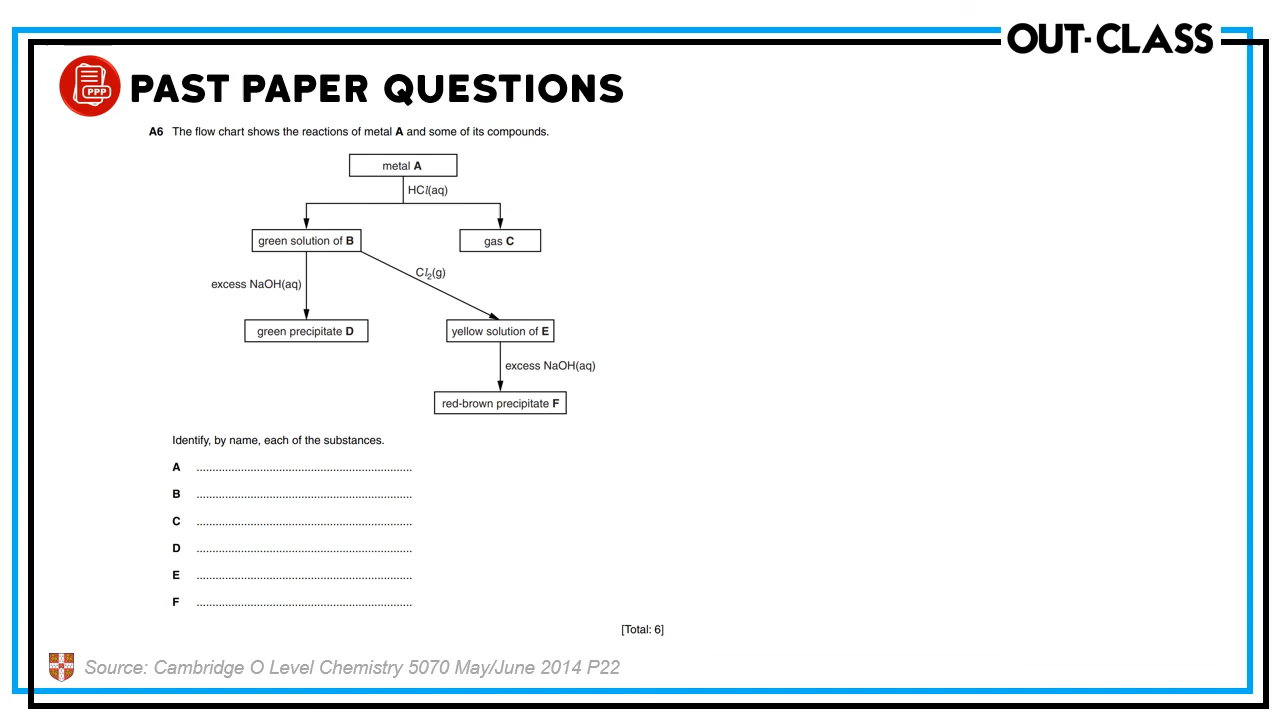 OUT-CLASS
PPP
PAST PAPER QUESTIONS
A6 The flow chart shows the reactions of metal A and some of its compounds.
metal A
HCl(aq)
green solution of B
gas C
Cl2(g)
excess NaOH(aq)
green precipitate D
yellow solution of E
excess NaOH(aq)
red-brown precipitate F
Identify, by name, each of the substances.
A ....................................................................
B ....................................................................
C ....................................................................
D ....................................................................
E ....................................................................
F ....................................................................
[Total: 6]
Source: Cambridge O Level Chemistry 5070 May/June 2014 P22